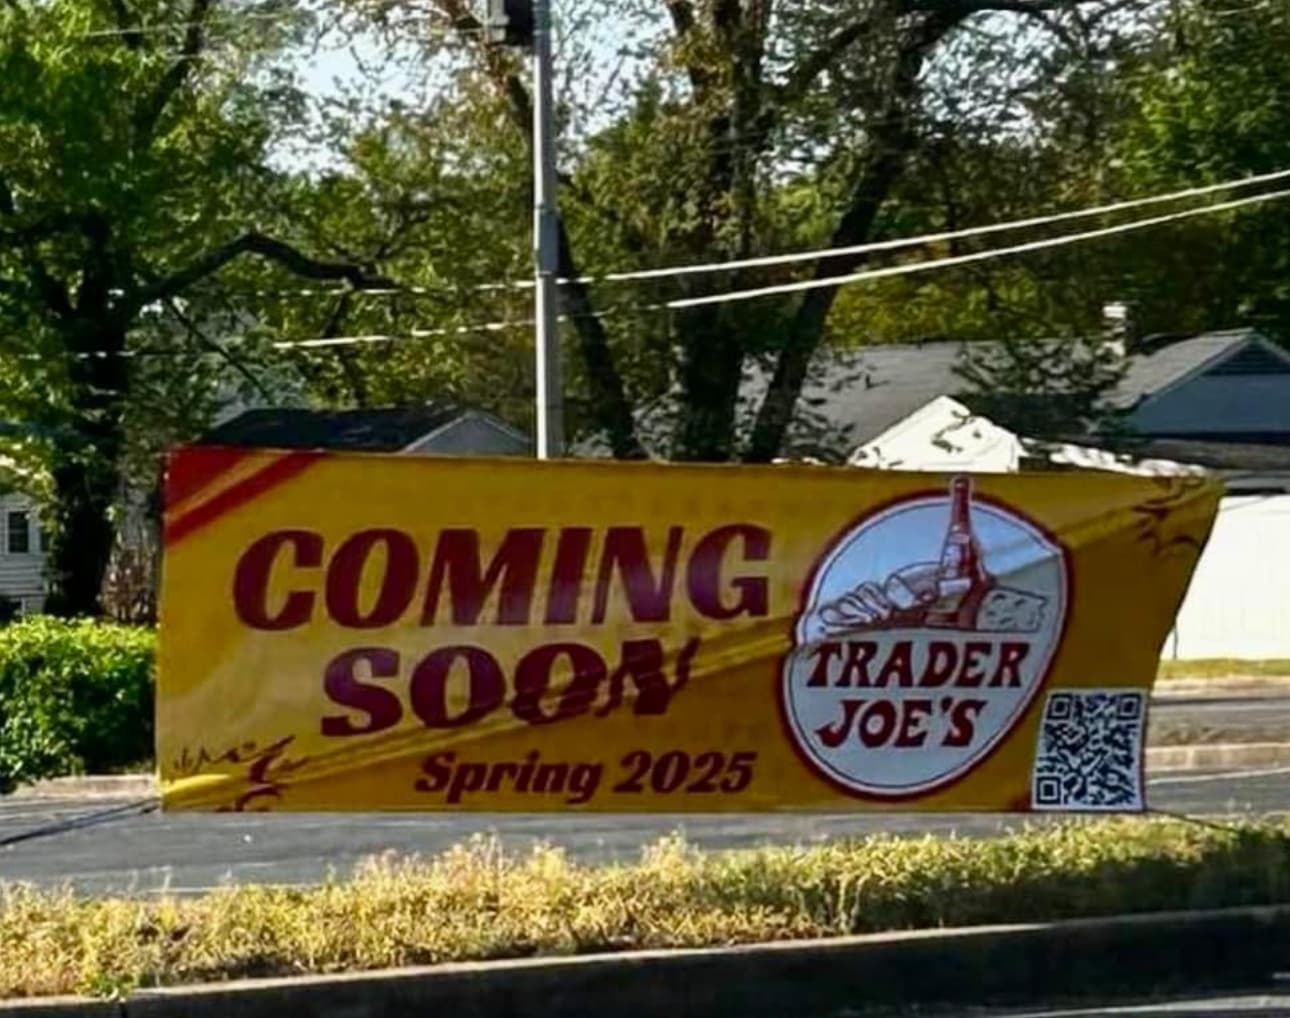 COMING
SOON
Spring 2025
TRADER
JOE'S